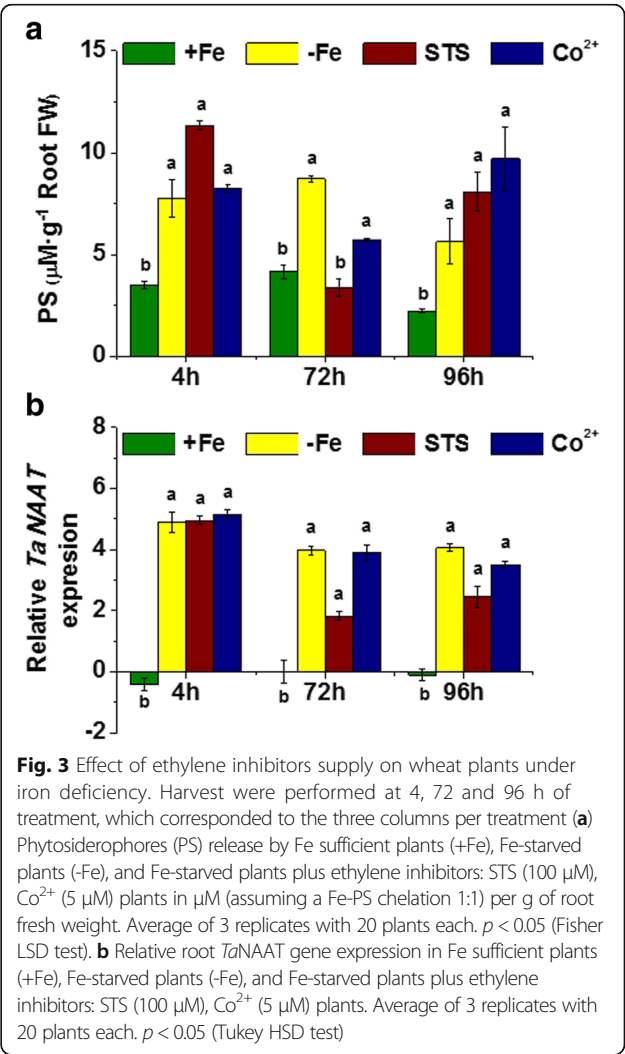 a
+Fe -Fe STS Co²⁺
15
10
5
0
PS (µM·g⁻¹ Root FW)
b a a a
b a b a
b a a a
4h 72h 96h
b
+Fe -Fe STS Co²⁺
8
6
4
2
0
-2
Relative TaNAAT
expresion
a a a
a a a
a a a
b b b
4h 72h 96h
Fig. 3 Effect of ethylene inhibitors supply on wheat plants under
iron deficiency. Harvest were performed at 4, 72 and 96 h of
treatment, which corresponded to the three columns per treatment (a)
Phytosiderophores (PS) release by Fe sufficient plants (+Fe), Fe-starved
plants (-Fe), and Fe-starved plants plus ethylene inhibitors: STS (100 µM),
Co²⁺ (5 µM) plants in µM (assuming a Fe-PS chelation 1:1) per g of root
fresh weight. Average of 3 replicates with 20 plants each. p < 0.05 (Fisher
LSD test). b Relative root TaNAAT gene expression in Fe sufficient plants
(+Fe), Fe-starved plants (-Fe), and Fe-starved plants plus ethylene
inhibitors: STS (100 µM), Co²⁺ (5 µM) plants. Average of 3 replicates with
20 plants each. p < 0.05 (Tukey HSD test)